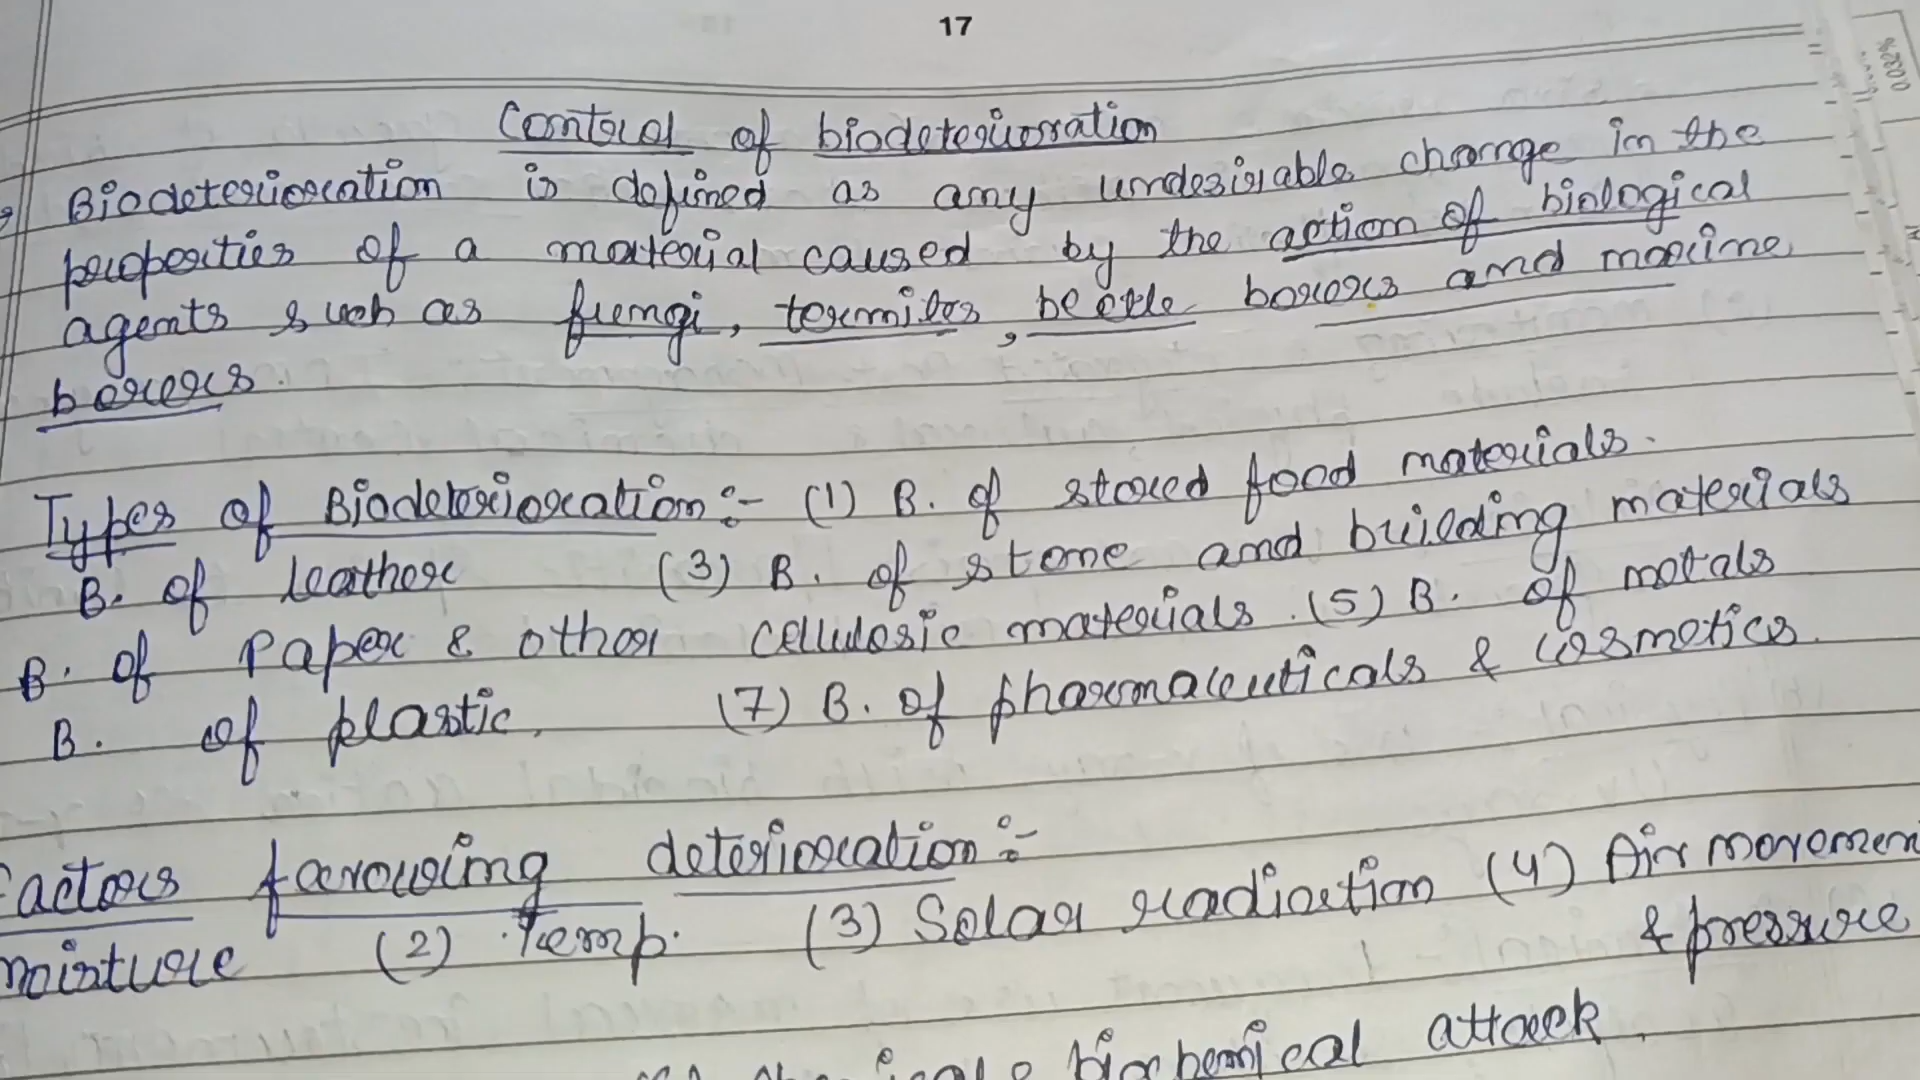 17
Control of biodeterioration
Biodeterioration is defined as any undesirable change in the
properties of a material caused by the action of biological
agents such as fungi, termites, beetle borers and marine
borers.
Types of Biodeterioration:- (1) B. of stored food materials.
B. of leather (3) B. of stone and building materials
B. of Paper & other cellulosic materials. (5) B. of metals
B. of plastic. (7) B. of pharmaceuticals & cosmetics.
Factors favouring deterioration:-
moisture (2) Temp. (3) Solar radiation (4) Air movement
& pressure
biochemical attack.